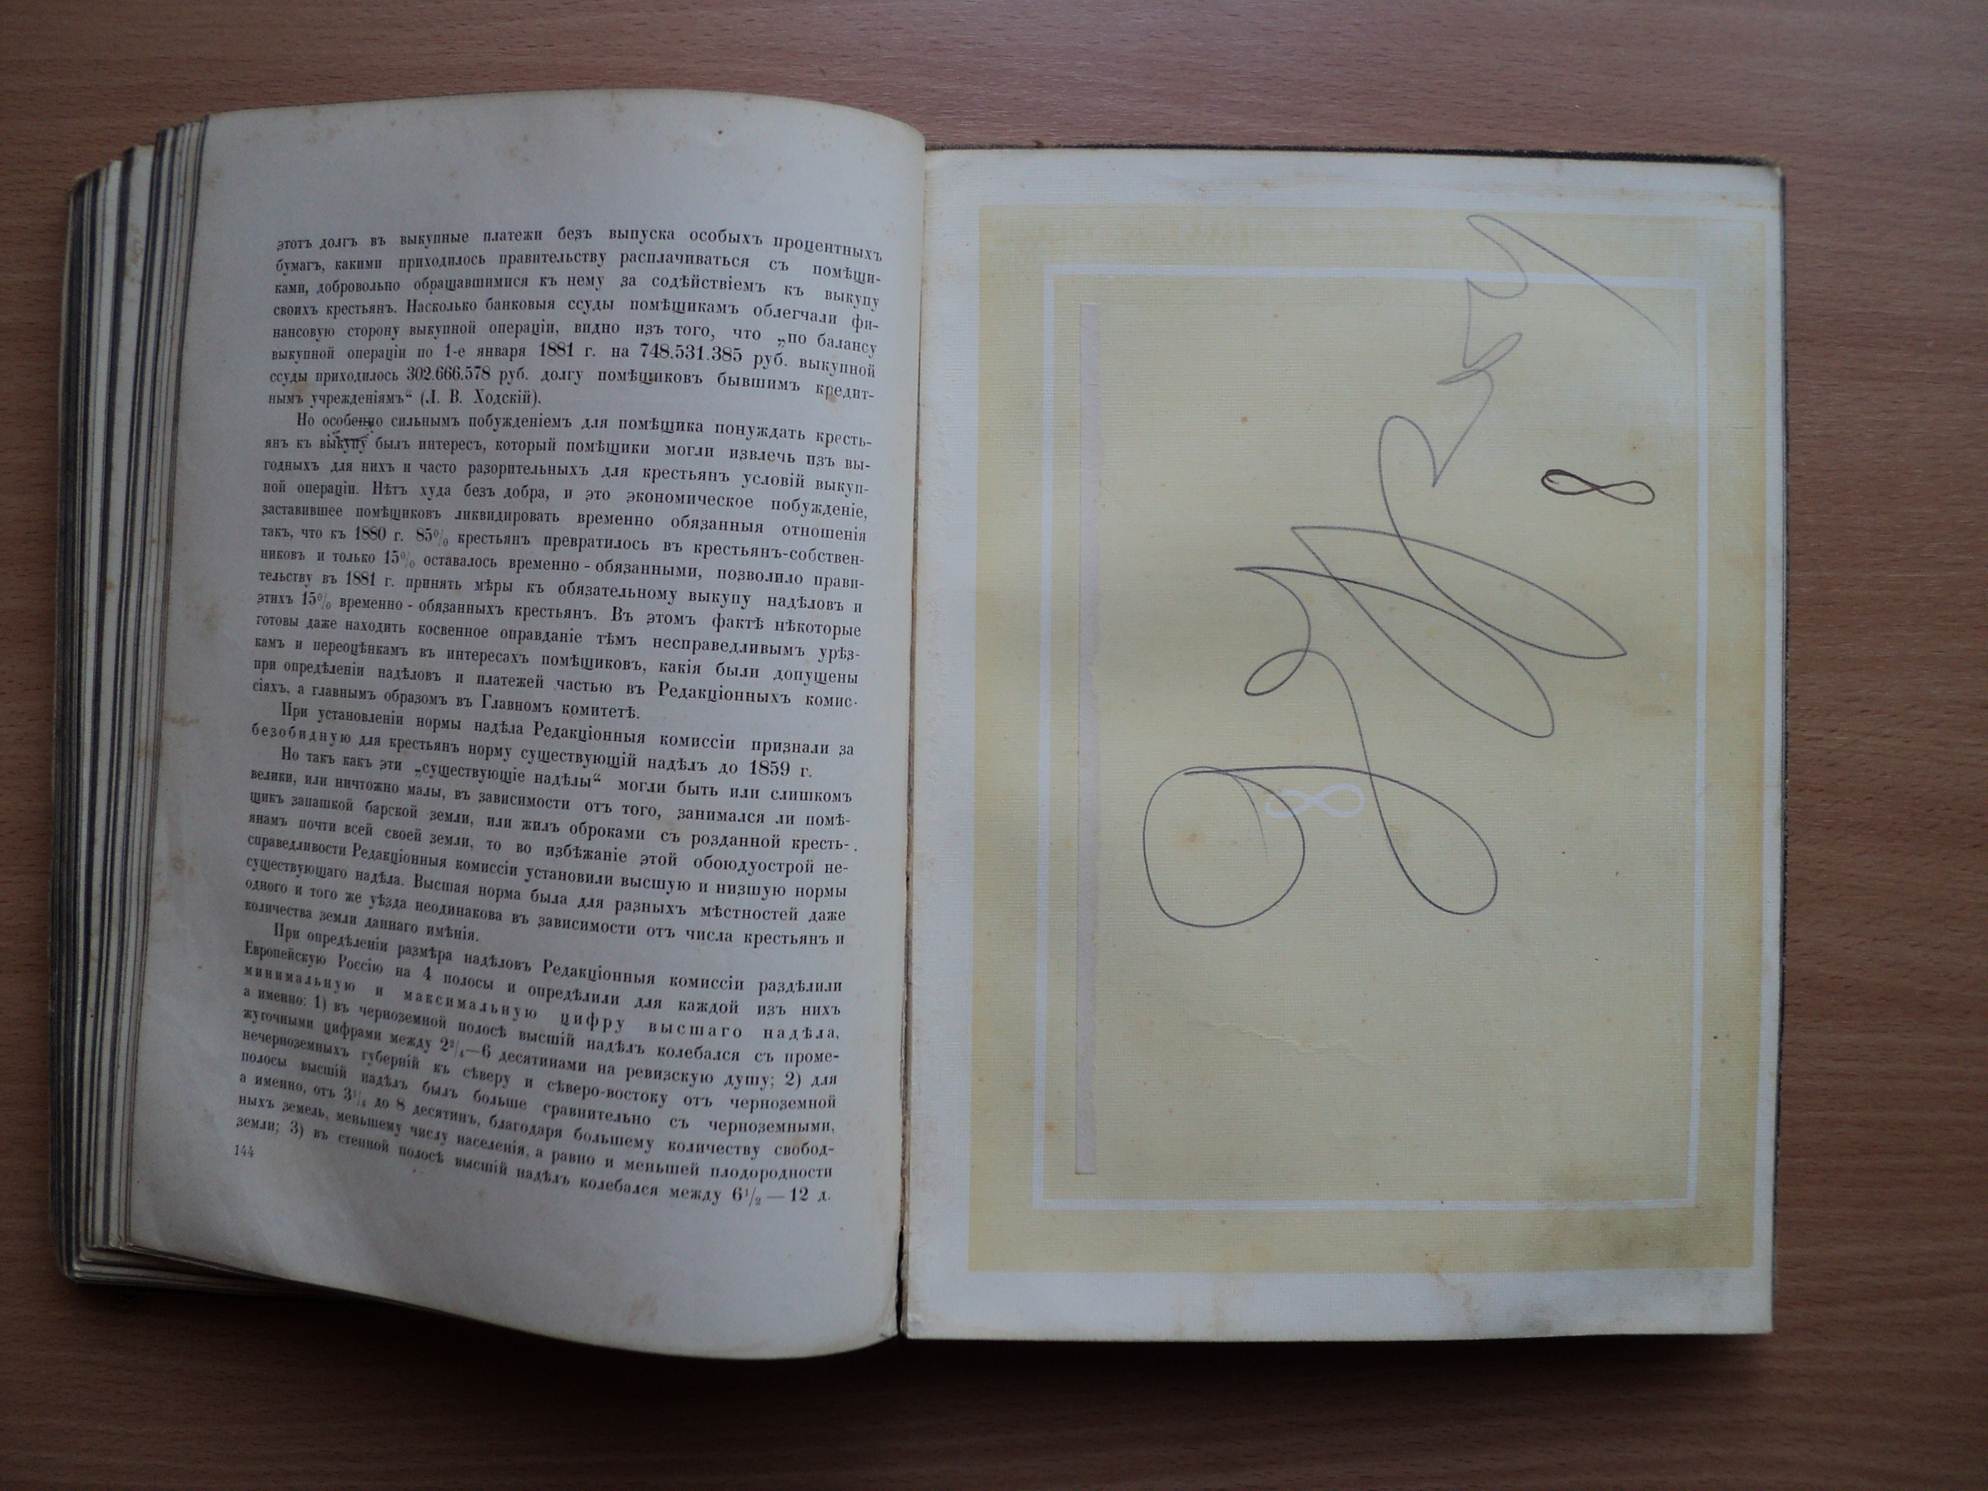 этотъ долгъ въ выкупные платежи безъ выпуска особыхъ процентныхъ
бумагъ, какими приходилось правительству расплачиваться съ помѣщи-
ками, добровольно обращавшимися къ нему за содѣйствіемъ къ выкупу
своихъ крестьянъ. Насколько банковыя ссуды помѣщикамъ облегчали фи-
нансовую сторону выкупной операціи, видно изъ того, что „по балансу
выкупной операціи по 1-е января 1881 г. на 748.531.385 руб. выкупной
ссуды приходилось 302.666.578 руб. долгу помѣщиковъ бывшимъ кредит-
нымъ учрежденіямъ“ (Л. В. Ходскій).
Но особенно сильнымъ побужденіемъ для помѣщика понуждать кресть-
янъ къ выкупу былъ интересъ, который помѣщики могли извлечь изъ вы-
годныхъ для нихъ и часто разорительныхъ для крестьянъ условій выкуп-
ной операціи. Нѣтъ худа безъ добра, и это экономическое побужденіе,
заставившее помѣщиковъ ликвидировать временно обязанныя отношенія
такъ, что къ 1880 г. 85% крестьянъ превратилось въ крестьянъ-собствен-
никовъ и только 15% оставалось временно-обязанными, позволило прави-
тельству въ 1881 г. принять мѣры къ обязательному выкупу надѣловъ и
этихъ 15% временно-обязанныхъ крестьянъ. Въ этомъ фактѣ нѣкоторые
готовы даже находить косвенное оправданіе тѣмъ несправедливымъ урѣз-
камъ и переоцѣнкамъ въ интересахъ помѣщиковъ, какія были допущены
при опредѣленіи надѣловъ и платежей частью въ Редакціонныхъ комис-
сіяхъ, а главнымъ образомъ въ Главномъ комитетѣ.
При установленіи нормы надѣла Редакціонныя комиссіи признали за
безобидную для крестьянъ норму существующій надѣлъ до 1859 г.
Но такъ какъ эти „существующіе надѣлы“ могли быть или слишкомъ
велики, или ничтожно малы, въ зависимости отъ того, занимался ли помѣ-
щикъ запашкой барской земли, или жилъ оброками съ розданной кресть-
янамъ почти всей своей земли, то во избѣжаніе этой обоюдуострой не-
справедливости Редакціонныя комиссіи установили высшую и низшую нормы
существующаго надѣла. Высшая норма была для разныхъ мѣстностей даже
одного и того же уѣзда неодинакова въ зависимости отъ числа крестьянъ и
количества земли даннаго имѣнія.
При опредѣленіи размѣра надѣловъ Редакціонныя комиссіи раздѣлили
Европейскую Россію на 4 полосы и опредѣлили для каждой изъ нихъ
минимальную и максимальную цифру высшаго надѣла,
а именно: 1) въ черноземной полосѣ высшій надѣлъ колебался съ проме-
жуточными цифрами между 2³/₄—6 десятинами на ревизскую душу; 2) для
нечерноземныхъ губерній къ сѣверу и сѣверо-востоку отъ черноземной
полосы высшій надѣлъ былъ больше сравнительно съ черноземными,
а именно, отъ 3¹/₄ до 8 десятинъ, благодаря большему количеству свобод-
ныхъ земель, меньшему числу населенія, а равно и меньшей плодородности
земли; 3) въ степной полосѣ высшій надѣлъ колебался между 6¹/₂—12 д.
144